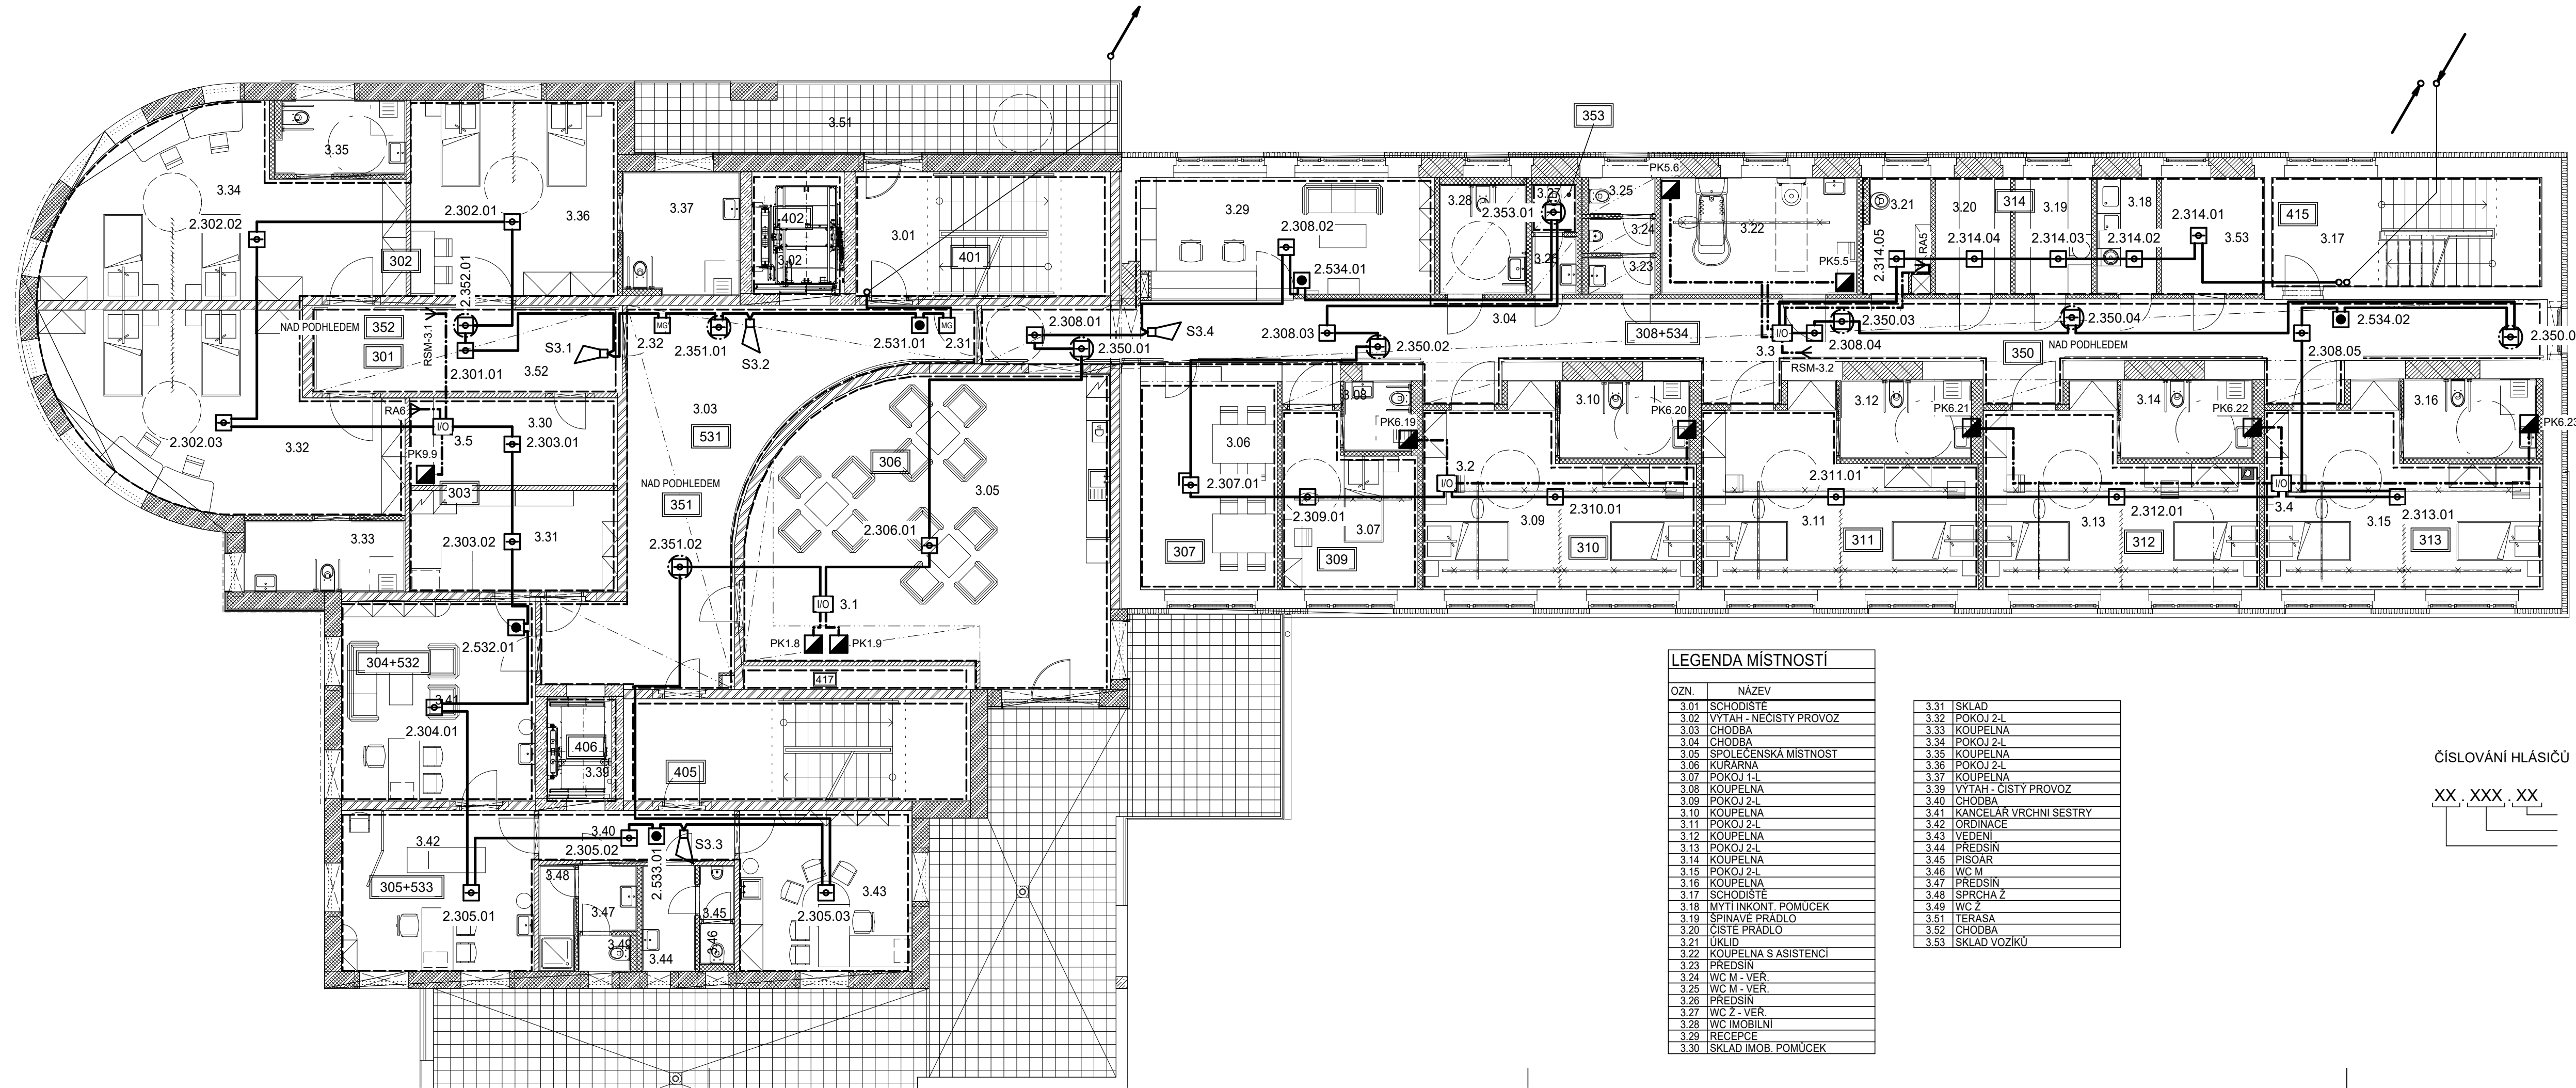 3.51
353
3.35
3.34
2.302.02
2.302.01
3.36
302
2.352.01
3.37
402
3.02
3.01
401
3.29
2.308.02
2.534.01
3.28
2.353.01
3.27
3.26
3.25
3.24
3.23
PK5.6
3.22
PK5.5
2.314.05
3.21
RA5
3.20
314
3.19
3.18
2.314.04
2.314.03
2.314.02
2.314.01
3.53
415
3.17
NAD PODHLEDEM
352
301
RSM-3.1
2.301.01
3.52
S3.1
MG
2.32
2.351.01
S3.2
2.531.01
MG
2.31
2.308.01
2.350.01
S3.4
2.308.03
2.350.02
3.04
308+534
I/O
3.3
2.350.03
2.308.04
RSM-3.2
2.350.04
350
NAD PODHLEDEM
2.534.02
2.308.05
2.350.0
RA6
I/O
3.5
PK9.9
3.30
2.303.01
2.302.03
3.32
303
3.03
531
306
3.05
NAD PODHLEDEM
351
2.351.02
2.306.01
I/O
3.1
PK1.8
PK1.9
417
3.33
2.303.02
3.31
3.06
2.307.01
307
3.08
PK6.19
2.309.01
3.07
309
3.2
I/O
3.09
2.310.01
310
3.10
PK6.20
3.11
2.311.01
311
3.12
PK6.21
3.13
2.312.01
312
3.14
PK6.22
I/O
3.4
3.15
2.313.01
313
3.16
PK6.23
2.532.01
304+532
3.41
2.304.01
406
3.39
405
3.42
305+533
2.305.01
3.40
2.305.02
2.533.01
S3.3
3.43
2.305.03
3.48
3.47
3.49
3.44
3.45
3.46
LEGENDA MÍSTNOSTÍ
OZN. NÁZEV
3.01 SCHODIŠTĚ
3.02 VÝTAH - NEČISTÝ PROVOZ
3.03 CHODBA
3.04 CHODBA
3.05 SPOLEČENSKÁ MÍSTNOST
3.06 KUŘÁRNA
3.07 POKOJ 1-L
3.08 KOUPELNA
3.09 POKOJ 2-L
3.10 KOUPELNA
3.11 POKOJ 2-L
3.12 KOUPELNA
3.13 POKOJ 2-L
3.14 KOUPELNA
3.15 POKOJ 2-L
3.16 KOUPELNA
3.17 SCHODIŠTĚ
3.18 MYTÍ INKONT. POMŮCEK
3.19 ŠPINAVÉ PRÁDLO
3.20 ČISTÉ PRÁDLO
3.21 ÚKLID
3.22 KOUPELNA S ASISTENCÍ
3.23 PŘEDSÍŇ
3.24 WC M - VEŘ.
3.25 WC M - VEŘ.
3.26 PŘEDSÍŇ
3.27 WC Ž - VEŘ.
3.28 WC IMOBILNÍ
3.29 RECEPCE
3.30 SKLAD IMOB. POMŮCEK
3.31 SKLAD
3.32 POKOJ 2-L
3.33 KOUPELNA
3.34 POKOJ 2-L
3.35 KOUPELNA
3.36 POKOJ 2-L
3.37 KOUPELNA
3.39 VÝTAH - ČISTÝ PROVOZ
3.40 CHODBA
3.41 KANCELÁŘ VRCHNÍ SESTRY
3.42 ORDINACE
3.43 VEDENÍ
3.44 PŘEDSÍŇ
3.45 PISOÁR
3.46 WC M
3.47 PŘEDSÍŇ
3.48 SPRCHA Ž
3.49 WC Ž
3.51 TERASA
3.52 CHODBA
3.53 SKLAD VOZÍKŮ
ČÍSLOVÁNÍ HLÁSIČŮ
XX . XXX . XX